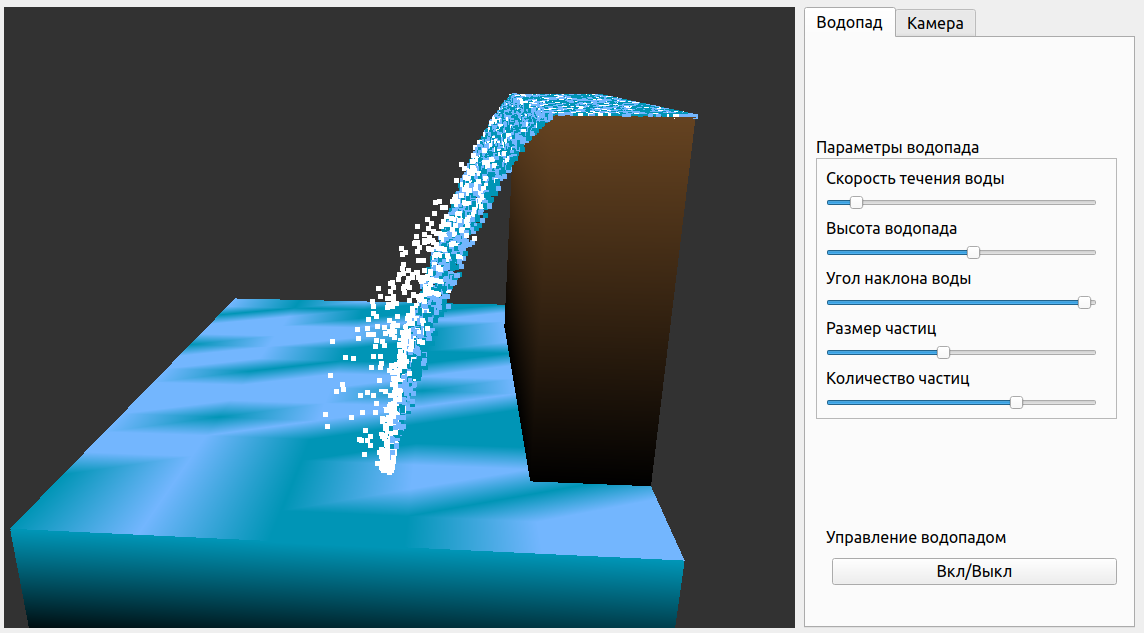 Водопад
Камера
Параметры водопада
Скорость течения воды
Высота водопада
Угол наклона воды
Размер частиц
Количество частиц
Управление водопадом
Вкл/Выкл